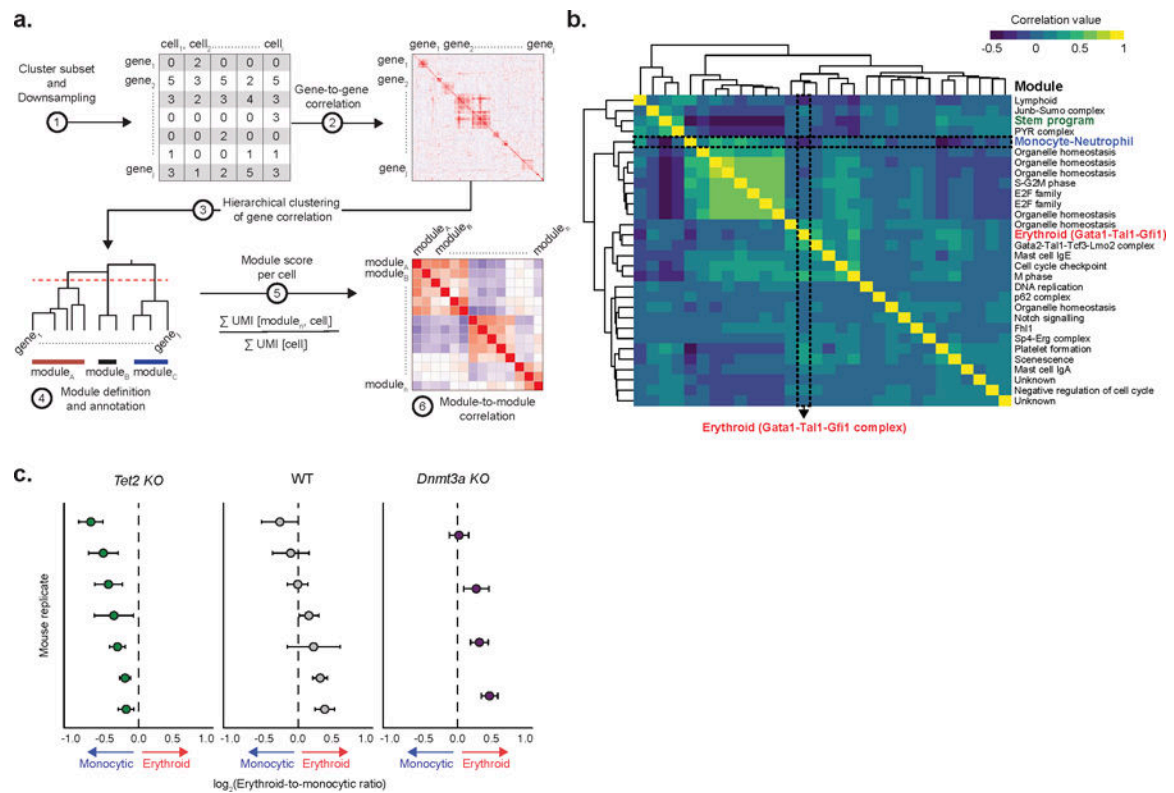 a.
cell1, cell2 ..................... cellj
gene1 0 2 0 0 0
gene2 5 3 5 2 5
3 2 3 4 3
0 0 0 0 3
0 0 2 0 0
1 0 0 1 1
genej 3 1 2 5 3
Cluster subset
and
Downsampling
1
Gene-to-gene
correlation
2
gene1 gene2 ................ genej
gene1
gene2
genej
3
Hierarchical clustering
of gene correlation
gene1 ................ genej
moduleA moduleB moduleC
4
Module definition
and annotation
Module score
per cell
5
∑ UMI [modulen, cell]
∑ UMI [cell]
moduleA
moduleB
modulen
moduleA
moduleB
modulen
6
Module-to-module
correlation
b.
Correlation value
-0.5 0 0.5 1
Module
Lymphoid
Junb-Sumo complex
Stem program
PYR complex
Monocyte-Neutrophil
Organelle homeostasis
Organelle homeostasis
Organelle homeostasis
S-G2M phase
E2F family
E2F family
Organelle homeostasis
Organelle homeostasis
Erythroid (Gata1-Tal1-Gfi1)
Gata2-Tal1-Tcf3-Lmo2 complex
Mast cell IgE
Cell cycle checkpoint
M phase
DNA replication
p62 complex
Organelle homeostasis
Notch signalling
Fhl1
Sp4-Erg complex
Platelet formation
Scenescence
Mast cell IgA
Unknown
Negative regulation of cell cycle
Unknown
Erythroid (Gata1-Tal1-Gfi1 complex)
c.
Tet2 KO
WT
Dnmt3a KO
Mouse replicate
-1.0 0.0 0.5 1.0
-1.0 0.0 0.5 1.0
-1.0 0.0 0.5 1.0
Monocytic Erythroid
Monocytic Erythroid
Monocytic Erythroid
log2(Erythroid-to-monocytic ratio)